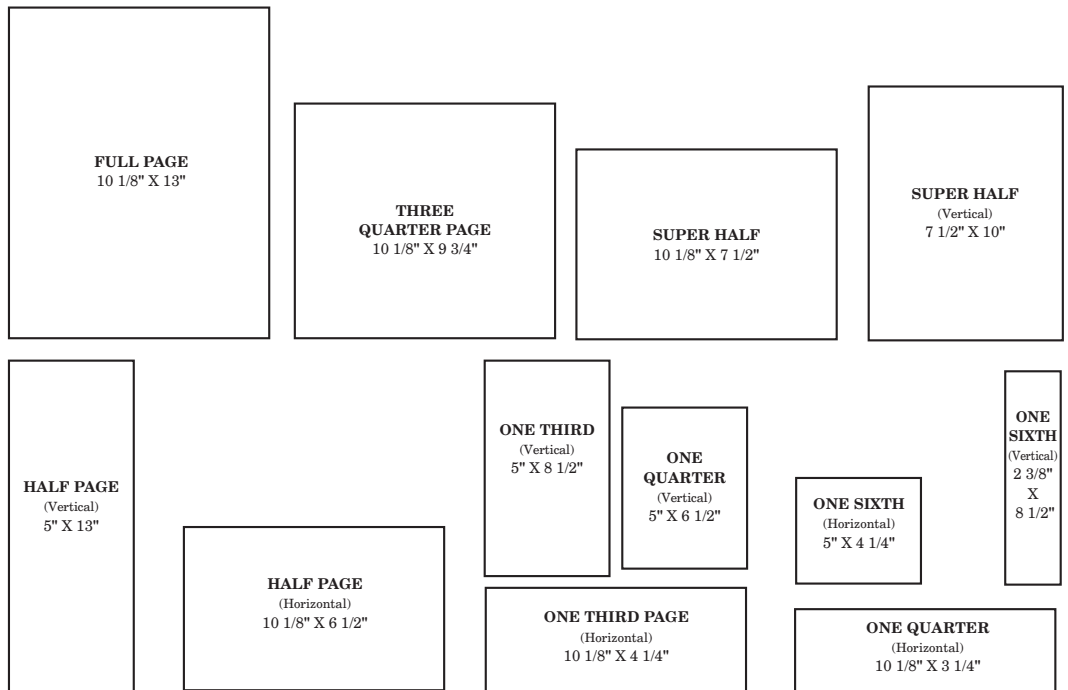 FULL PAGE
10 1/8" X 13"
THREE
QUARTER PAGE
10 1/8" X 9 3/4"
SUPER HALF
10 1/8" X 7 1/2"
SUPER HALF
(Vertical)
7 1/2" X 10"
HALF PAGE
(Vertical)
5" X 13"
HALF PAGE
(Horizontal)
10 1/8" X 6 1/2"
ONE THIRD
(Vertical)
5" X 8 1/2"
ONE
QUARTER
(Vertical)
5" X 6 1/2"
ONE THIRD PAGE
(Horizontal)
10 1/8" X 4 1/4"
ONE SIXTH
(Horizontal)
5" X 4 1/4"
ONE
SIXTH
(Vertical)
2 3/8"
X
8 1/2"
ONE QUARTER
(Horizontal)
10 1/8" X 3 1/4"